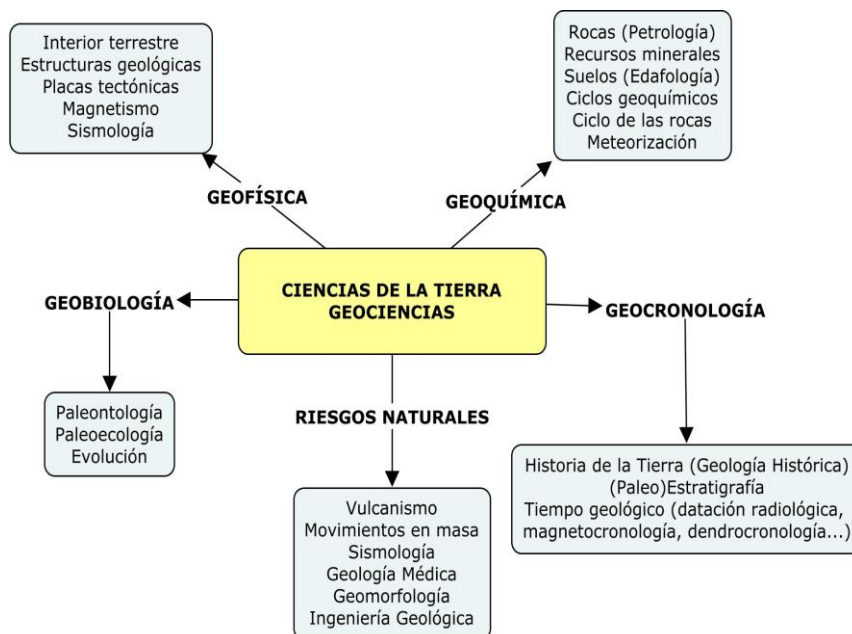 Interior terrestre
Estructuras geológicas
Placas tectónicas
Magnetismo
Sismología
Rocas (Petrología)
Recursos minerales
Suelos (Edafología)
Ciclos geoquímicos
Ciclo de las rocas
Meteorización
GEOFÍSICA
GEOQUÍMICA
CIENCIAS DE LA TIERRA
GEOCIENCIAS
GEOBIOLOGÍA
GEOCRONOLOGÍA
RIESGOS NATURALES
Paleontología
Paleoecología
Evolución
Vulcanismo
Movimientos en masa
Sismología
Geología Médica
Geomorfología
Ingeniería Geológica
Historia de la Tierra (Geología Histórica)
(Paleo)Estratigrafía
Tiempo geológico (datación radiológica,
magnetocronología, dendrocronología...)